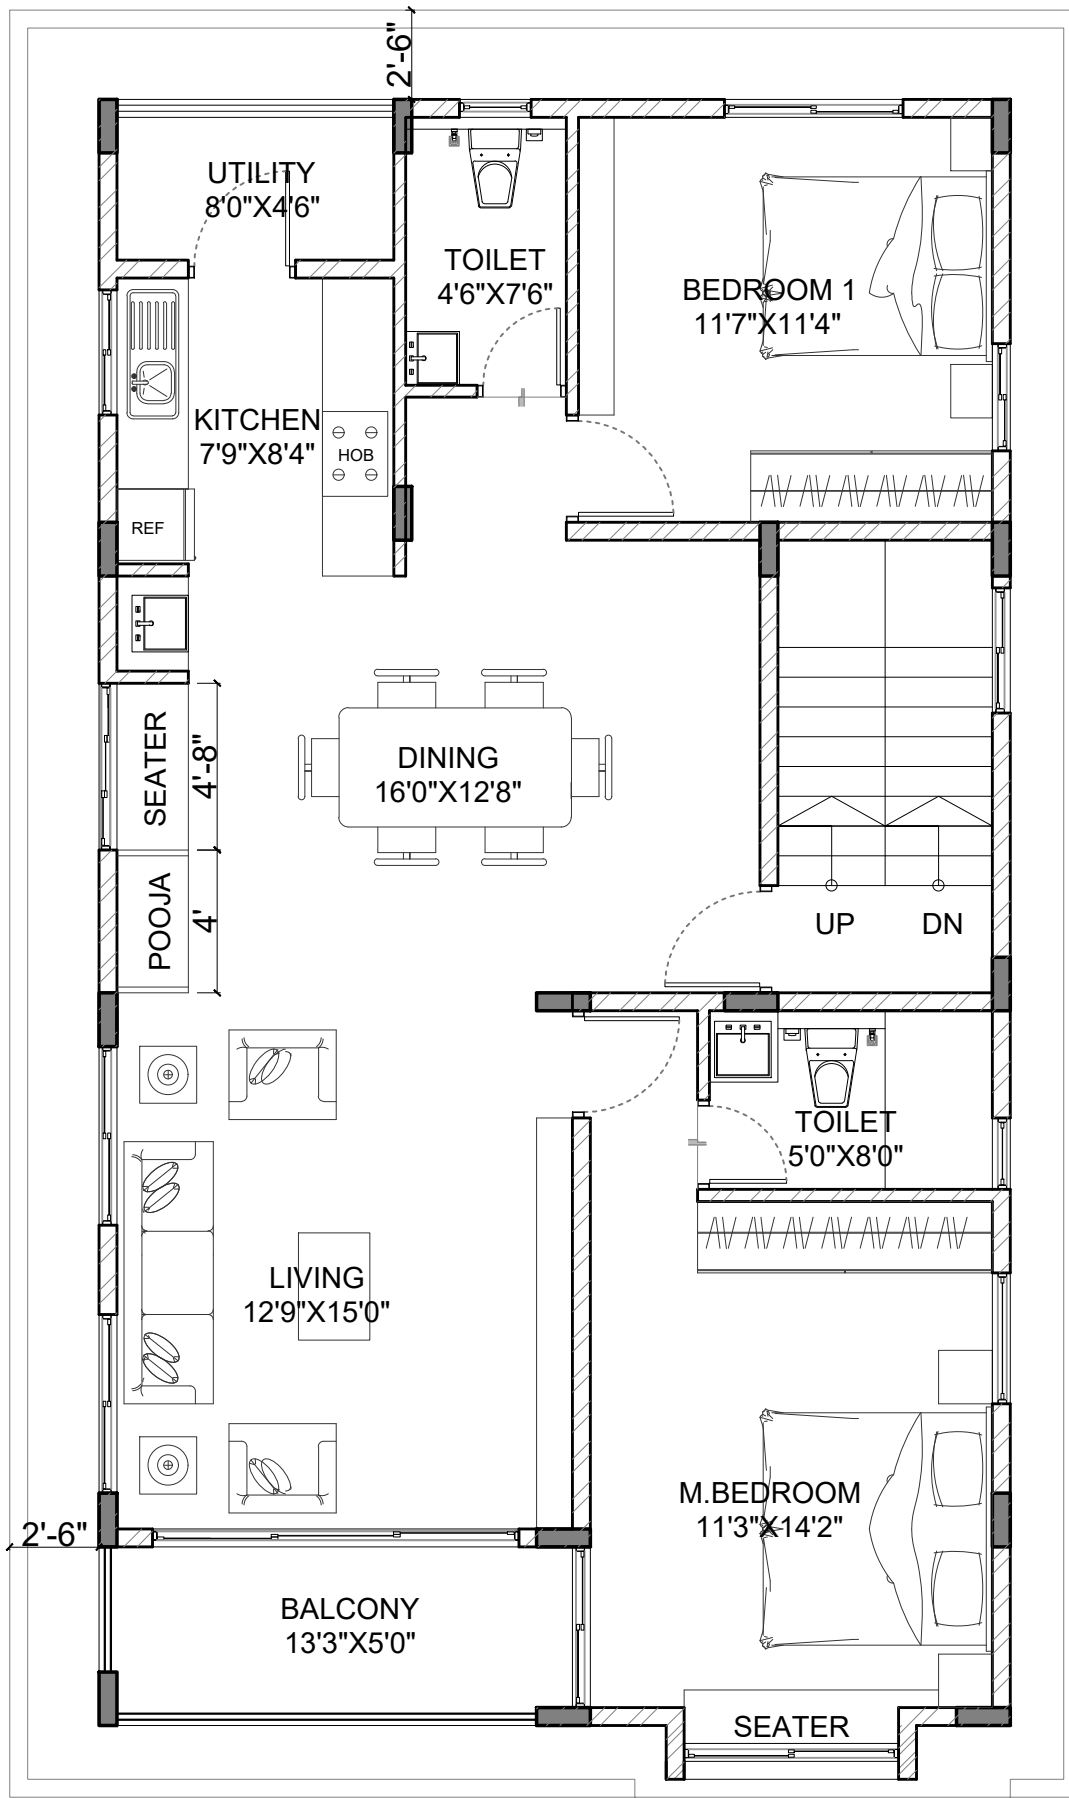 2'-6"
UTILITY
8'0"X4'6"
TOILET
4'6"X7'6"
BEDROOM 1
11'7"X11'4"
KITCHEN
7'9"X8'4"
HOB
REF
SEATER
4'-8"
DINING
16'0"X12'8"
POOJA
4'
UP
DN
TOILET
5'0"X8'0"
LIVING
12'9"X15'0"
M.BEDROOM
11'3"X14'2"
2'-6"
BALCONY
13'3"X5'0"
SEATER